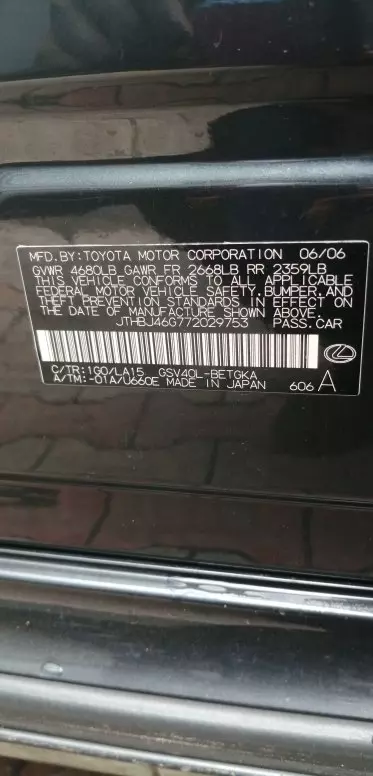 MFD.BY:TOYOTA MOTOR CORPORATION 06/06
GVWR 4680LB GAWR FR 2668LB RR 2359LB
THIS VEHICLE CONFORMS TO ALL APPLICABLE
FEDERAL MOTOR VEHICLE SAFETY,BUMPER,AND
THEFT PREVENTION STANDARDS IN EFFECT ON
THE DATE OF MANUFACTURE SHOWN ABOVE.
JTHBJ46G772029753 PASS.CAR
C/TR:1G0/LA15 GSV40L-BETGKA
A/TM:-01A/U660E MADE IN JAPAN 606 A